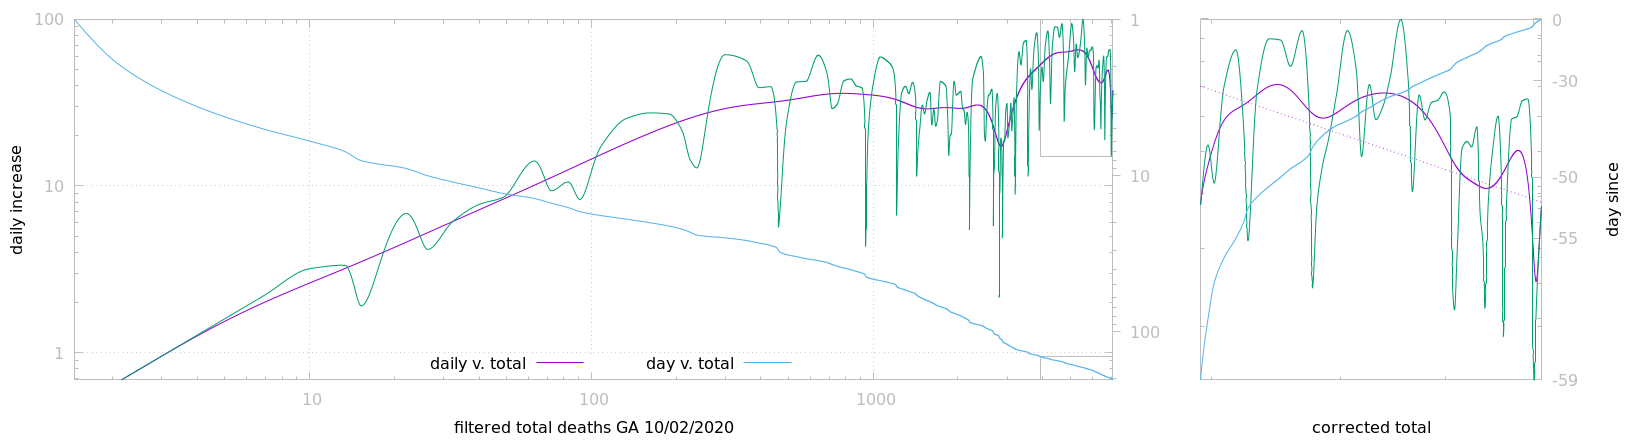 100
10
1
daily increase
daily v. total
day v. total
10
100
1000
filtered total deaths GA 10/02/2020
1
10
100
0
-30
-50
-55
-59
day since
corrected total